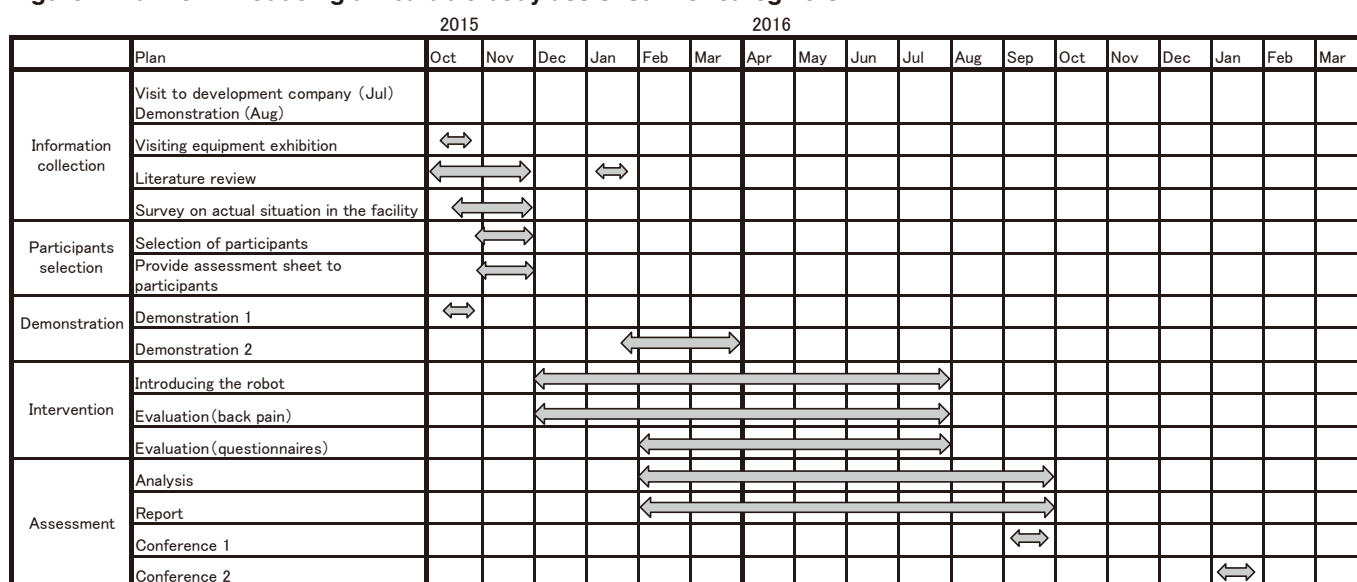 2015 2016
Plan Oct Nov Dec Jan Feb Mar Apr May Jun Jul Aug Sep Oct Nov Dec Jan Feb Mar
Information
collection
Visit to development company (Jul)
Demonstration (Aug)
Visiting equipment exhibition
Literature review
Survey on actual situation in the facility
Participants
selection
Selection of participants
Provide assessment sheet to
participants
Demonstration
Demonstration 1
Demonstration 2
Intervention
Introducing the robot
Evaluation(back pain)
Evaluation(questionnaires)
Assessment
Analysis
Report
Conference 1
Conference 2